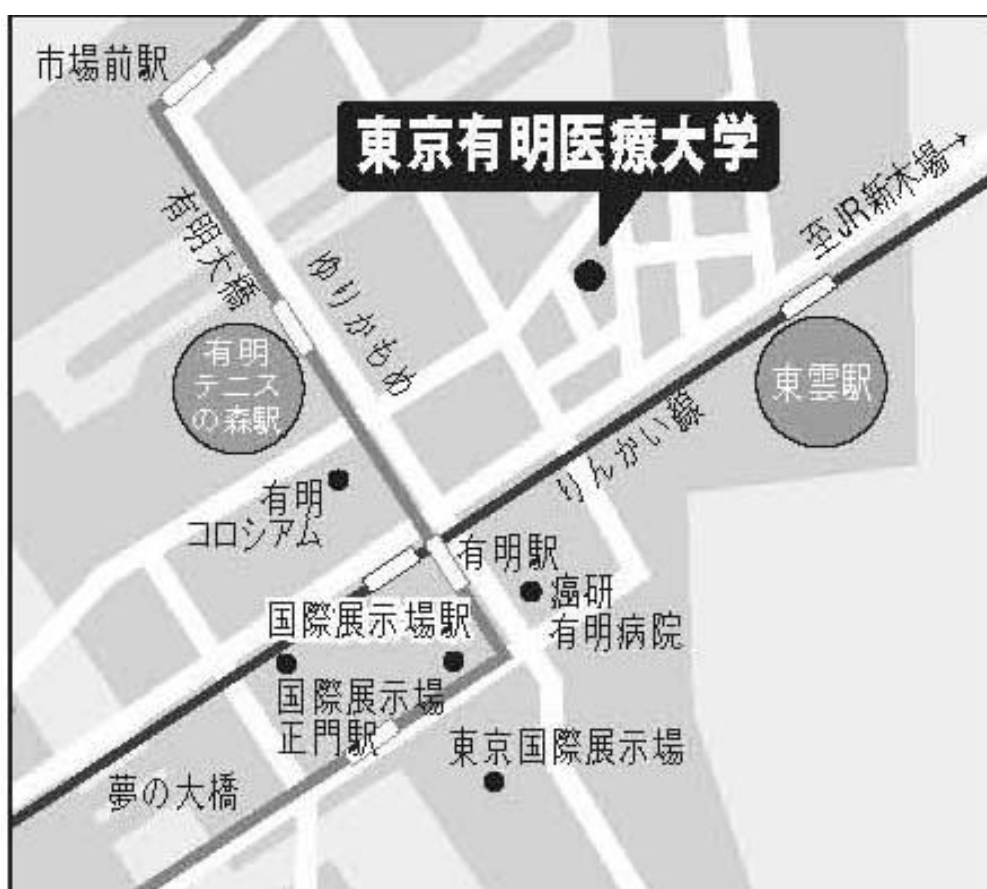 市場前駅
東京有明医療大学
至JR新木場→
有明大橋
ゆりかもめ
有明
テニス
の森駅
東雲駅
りんかい線
有明
コロシアム
有明駅
癌研
有明病院
国際展示場駅
国際展示場
正門駅
東京国際展示場
夢の大橋